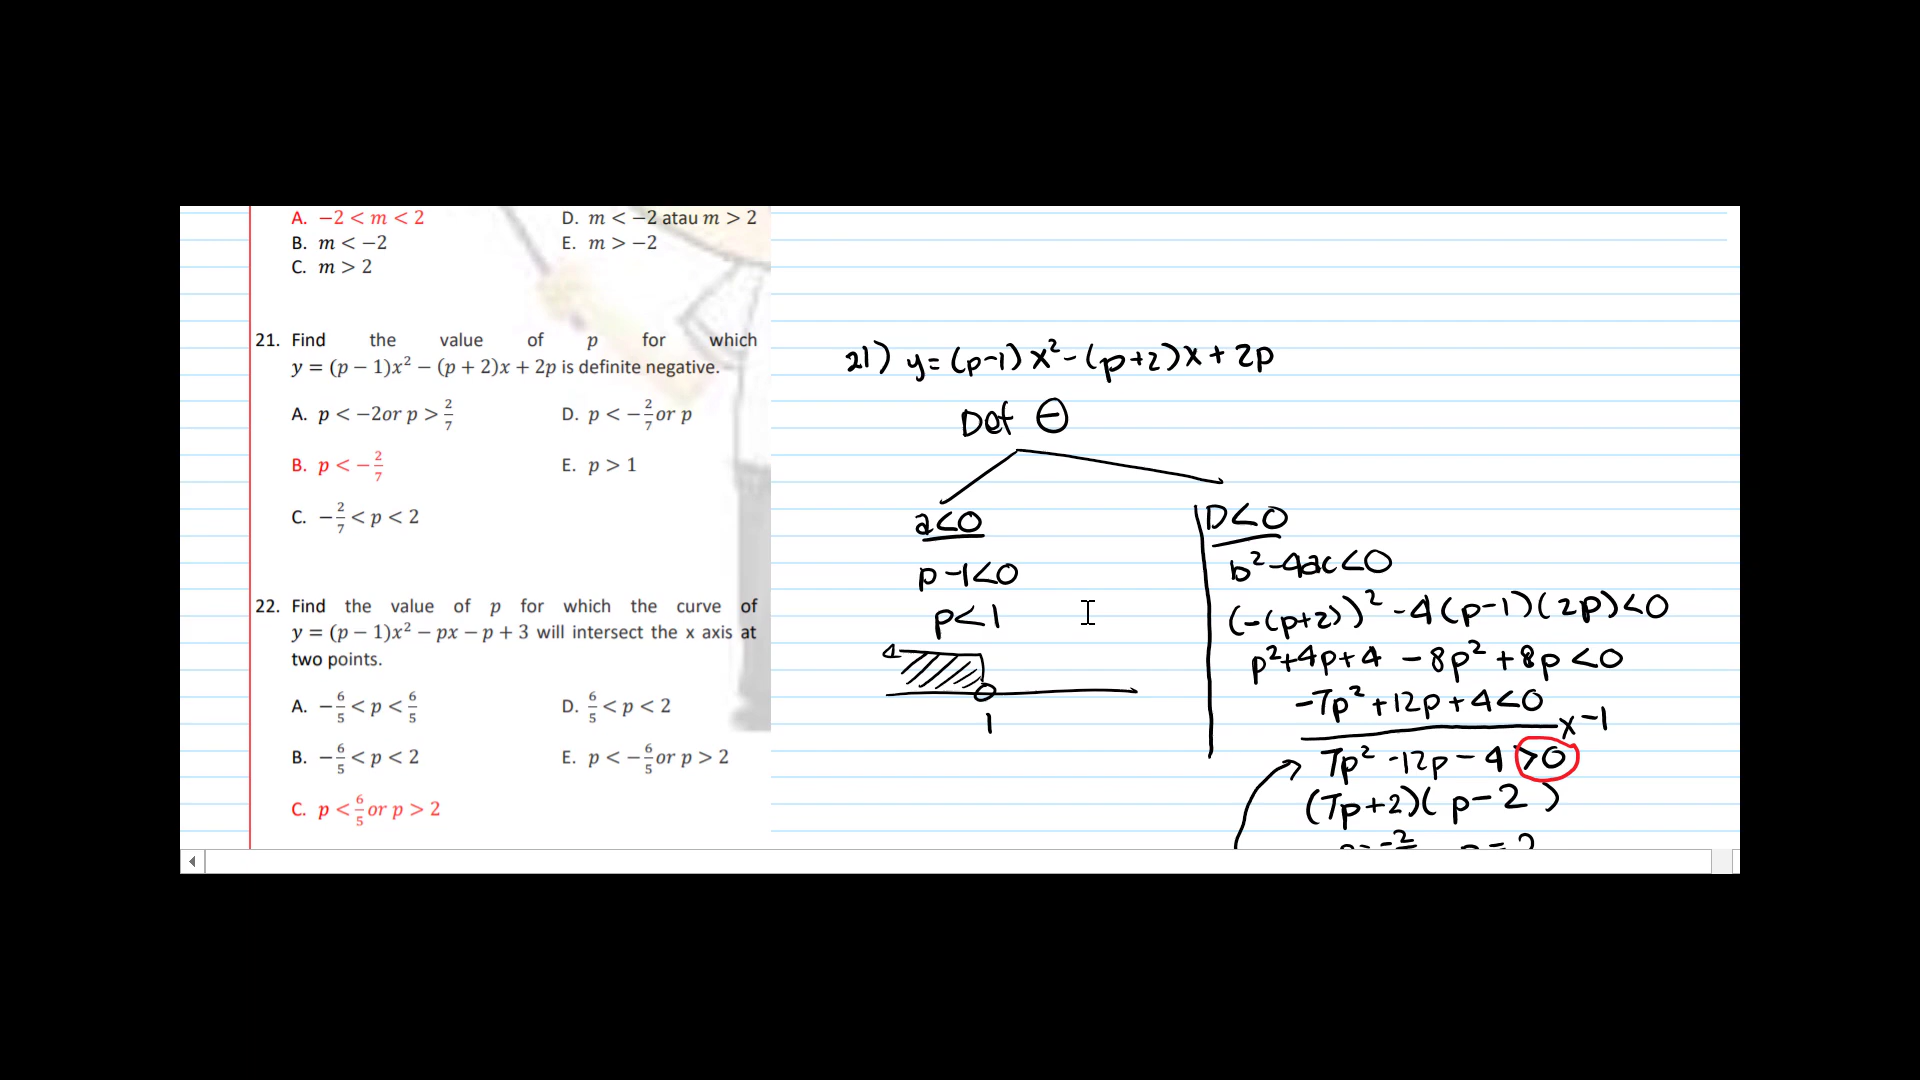 A. −2 < m < 2 D. m < −2 atau m > 2
B. m < −2 E. m > −2
C. m > 2
21. Find the value of p for which
y = (p − 1)x² − (p + 2)x + 2p is definite negative.
A. p < −2or p > 2/7 D. p < −2/7 or p
B. p < −2/7 E. p > 1
C. −2/7 < p < 2
22. Find the value of p for which the curve of
y = (p − 1)x² − px − p + 3 will intersect the x axis at
two points.
A. −6/5 < p < 6/5 D. 6/5 < p < 2
B. −6/5 < p < 2 E. p < −6/5 or p > 2
C. p < 6/5 or p > 2
21) y = (p-1)x² - (p+2)x + 2p
Def ⊖
a<0
p-1<0
p<1
1
D<0
b²-4ac<0
(-(p+2))² - 4(p-1)(2p)<0
p²+4p+4 - 8p² + 8p <0
-7p² + 12p + 4<0
x -1
7p² - 12p - 4 >0
(7p+2)( p-2 )